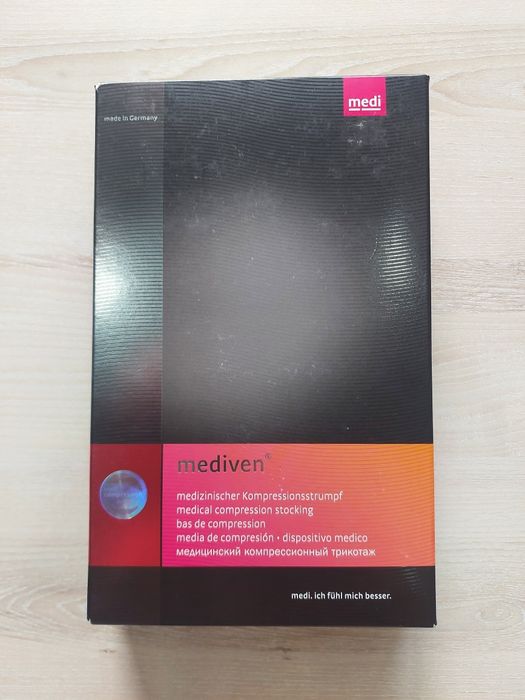 made in Germany
medi
mediven®
compression
medizinischer Kompressionsstrumpf
medical compression stocking
bas de compression
media de compresión · dispositivo medico
медицинский компрессионный трикотаж
medi. ich fühl mich besser.